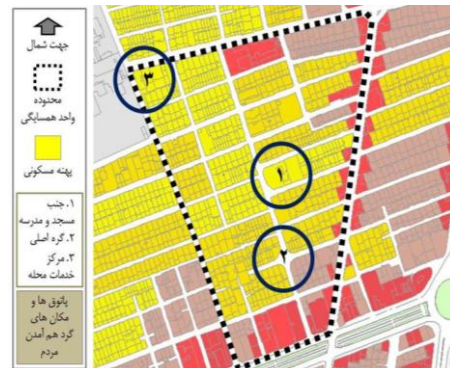 جهت شمال
محدوده
واحد همسایگی
پهنه مسکونی
۱. جنب
مسجد و مدرسه
۲. گره اصلی
۳. مرکز
خدمات محله
پاتوق ها و
مکان های
گرد هم آمدن
مردم
۳
۱
۲